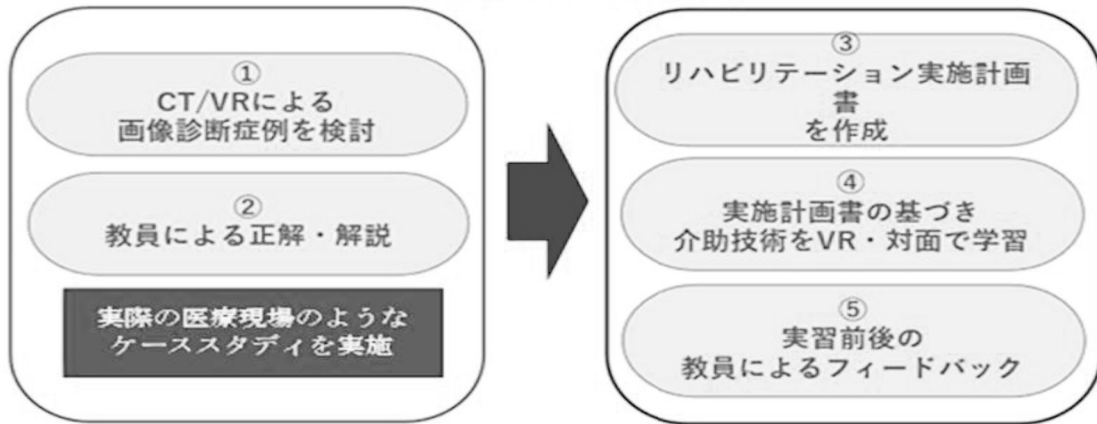 ①
CT/VRによる
画像診断症例を検討
②
教員による正解・解説
実際の医療現場のような
ケーススタディを実施
③
リハビリテーション実施計画
書
を作成
④
実施計画書の基づき
介助技術をVR・対面で学習
⑤
実習前後の
教員によるフィードバック